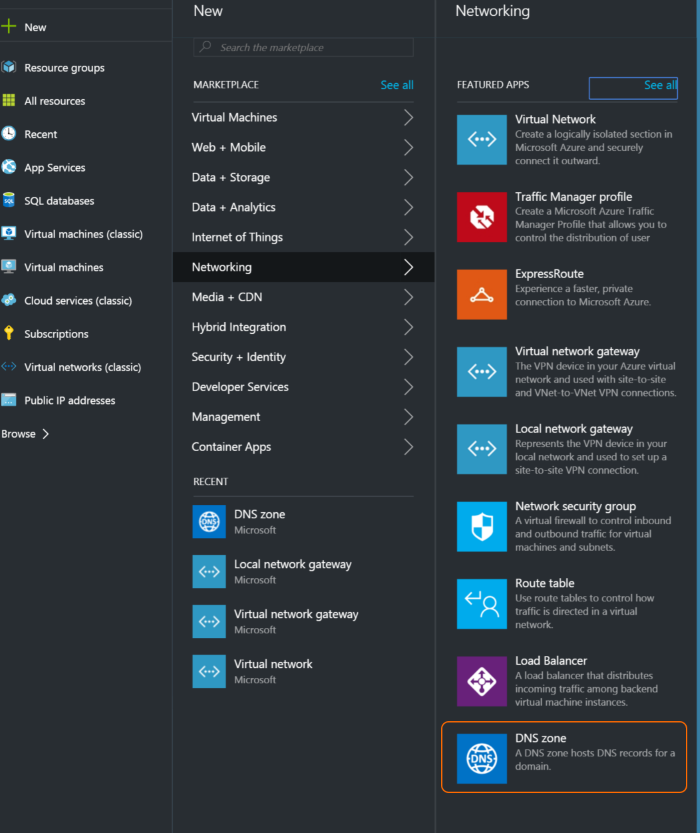 New
Resource groups
All resources
Recent
App Services
SQL databases
Virtual machines (classic)
Virtual machines
Cloud services (classic)
Subscriptions
Virtual networks (classic)
Public IP addresses
Browse
New
Search the marketplace
MARKETPLACE See all
Virtual Machines
Web + Mobile
Data + Storage
Data + Analytics
Internet of Things
Networking
Media + CDN
Hybrid Integration
Security + Identity
Developer Services
Management
Container Apps
RECENT
DNS
DNS zone
Microsoft
Local network gateway
Microsoft
Virtual network gateway
Microsoft
Virtual network
Microsoft
Networking
FEATURED APPS See all
Virtual Network
Create a logically isolated section in
Microsoft Azure and securely
connect it outward.
Traffic Manager profile
Create a Microsoft Azure Traffic
Manager Profile that allows you to
control the distribution of user
ExpressRoute
Experience a faster, private
connection to Microsoft Azure.
Virtual network gateway
The VPN device in your Azure virtual
network and used with site-to-site
and VNet-to-VNet VPN connections.
Local network gateway
Represents the VPN device in your
local network and used to set up a
site-to-site VPN connection.
Network security group
A virtual firewall to control inbound
and outbound traffic for virtual
machines and subnets.
Route table
Use route tables to control how
traffic is directed in a virtual
network.
Load Balancer
A load balancer that distributes
incoming traffic among backend
virtual machine instances.
DNS
DNS zone
A DNS zone hosts DNS records for a
domain.